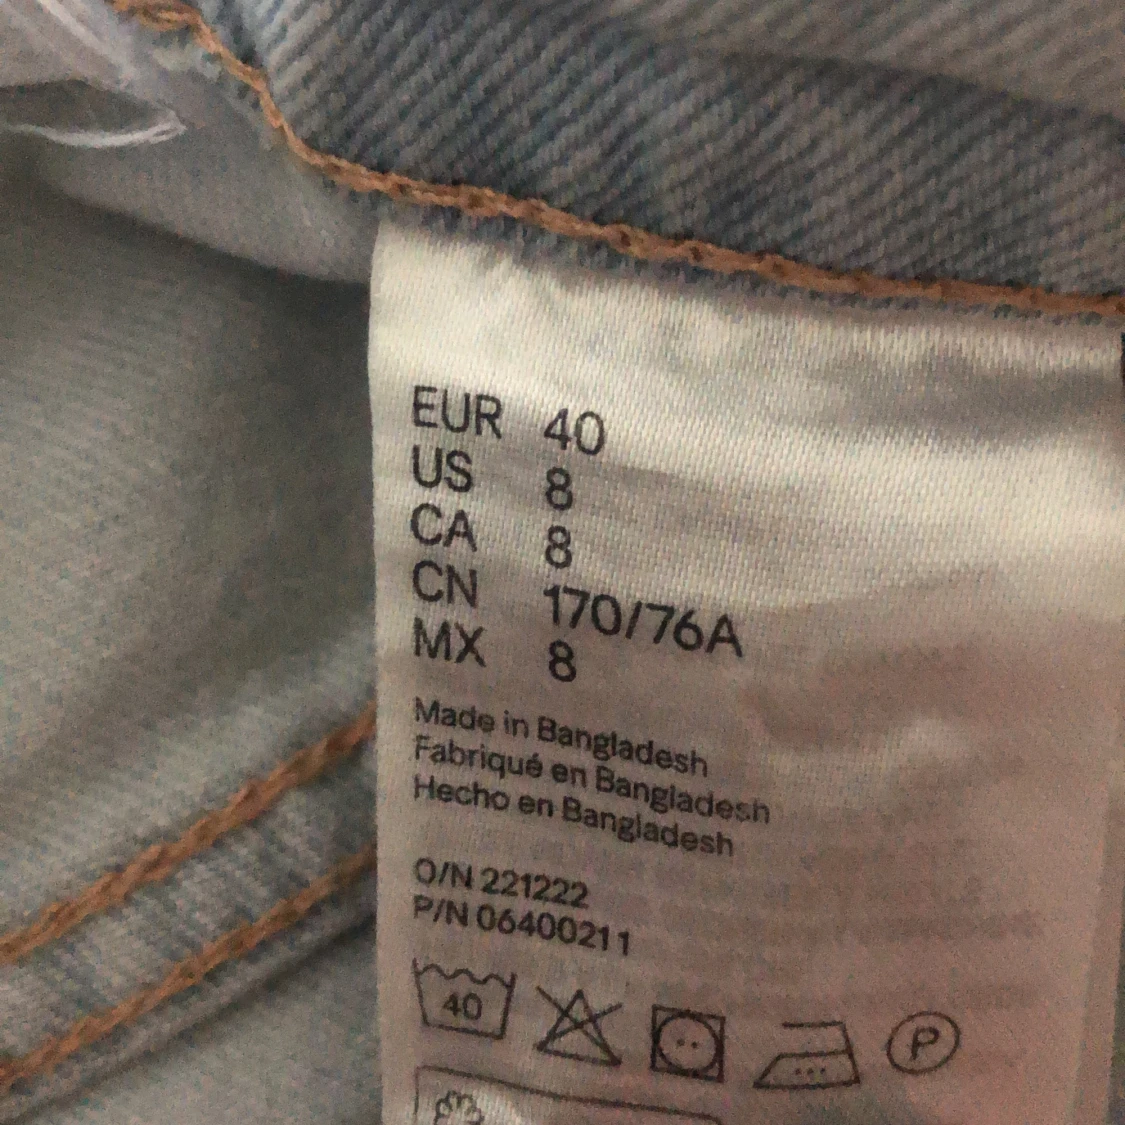 EUR 40
US 8
CA 8
CN 170/76A
MX 8
Made in Bangladesh
Fabriqué en Bangladesh
Hecho en Bangladesh
O/N 221222
P/N 06400211
40
P